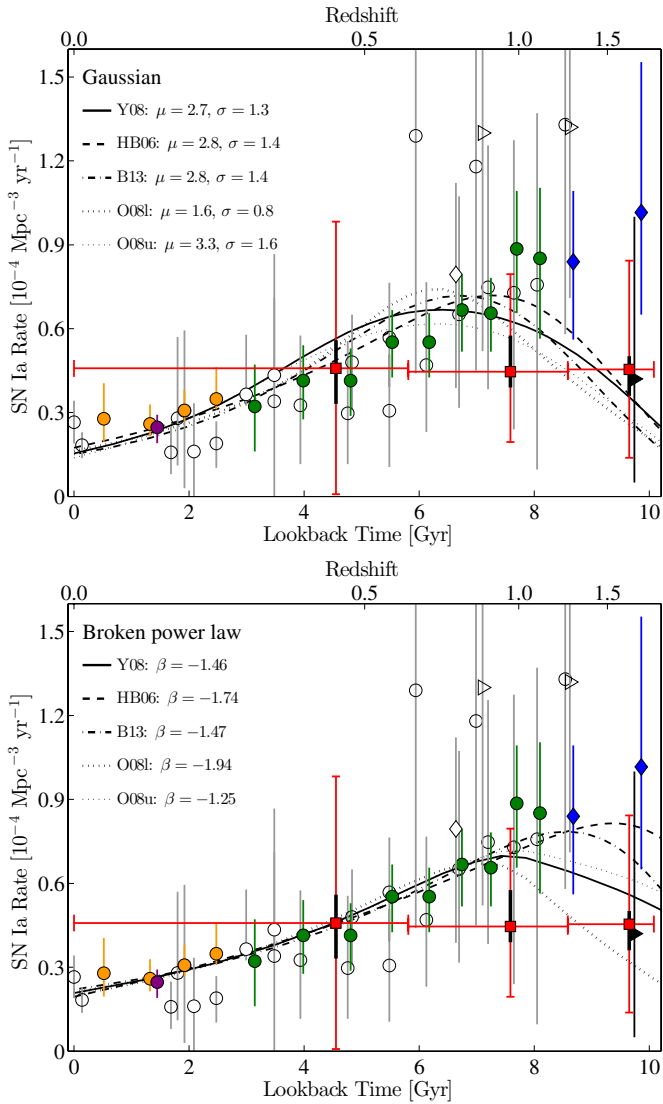 Redshift
0.0 0.5 1.0 1.5
Gaussian
Y08: μ = 2.7, σ = 1.3
HB06: μ = 2.8, σ = 1.4
B13: μ = 2.8, σ = 1.4
O08l: μ = 1.6, σ = 0.8
O08u: μ = 3.3, σ = 1.6
SN Ia Rate [10⁻⁴ Mpc⁻³ yr⁻¹]
1.5
1.2
0.9
0.6
0.3
0
0 2 4 6 8 10
Lookback Time [Gyr]
Redshift
0.0 0.5 1.0 1.5
Broken power law
Y08: β = −1.46
HB06: β = −1.74
B13: β = −1.47
O08l: β = −1.94
O08u: β = −1.25
SN Ia Rate [10⁻⁴ Mpc⁻³ yr⁻¹]
1.5
1.2
0.9
0.6
0.3
0
0 2 4 6 8 10
Lookback Time [Gyr]